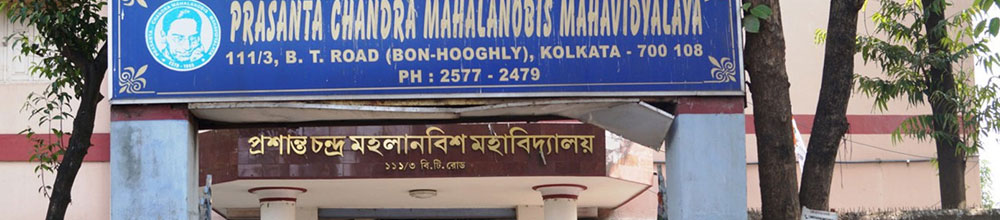 PRASANTA CHANDRA MAHALANOBIS MAHAVIDYALAYA
111/3, B. T. ROAD (BON-HOOGHLY), KOLKATA - 700 108
PH : 2577 - 2479
প্রশান্ত চন্দ্র মহলানবিশ মহাবিদ্যালয়
১১১/৩ বি.টি.রোড